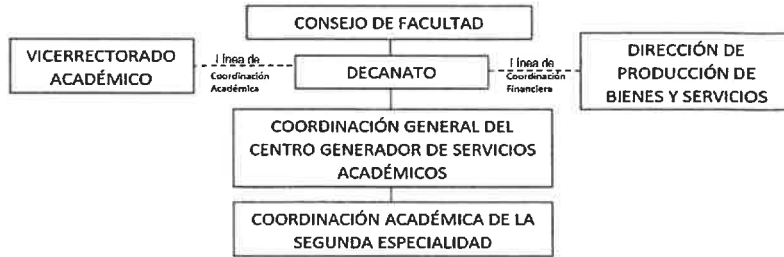 CONSEJO DE FACULTAD
VICERRECTORADO
ACADÉMICO
Línea de
Coordinación
Académica
DECANATO
Línea de
Coordinación
Financiera
DIRECCIÓN DE
PRODUCCIÓN DE
BIENES Y SERVICIOS
COORDINACIÓN GENERAL DEL
CENTRO GENERADOR DE SERVICIOS
ACADÉMICOS
COORDINACIÓN ACADÉMICA DE LA
SEGUNDA ESPECIALIDAD